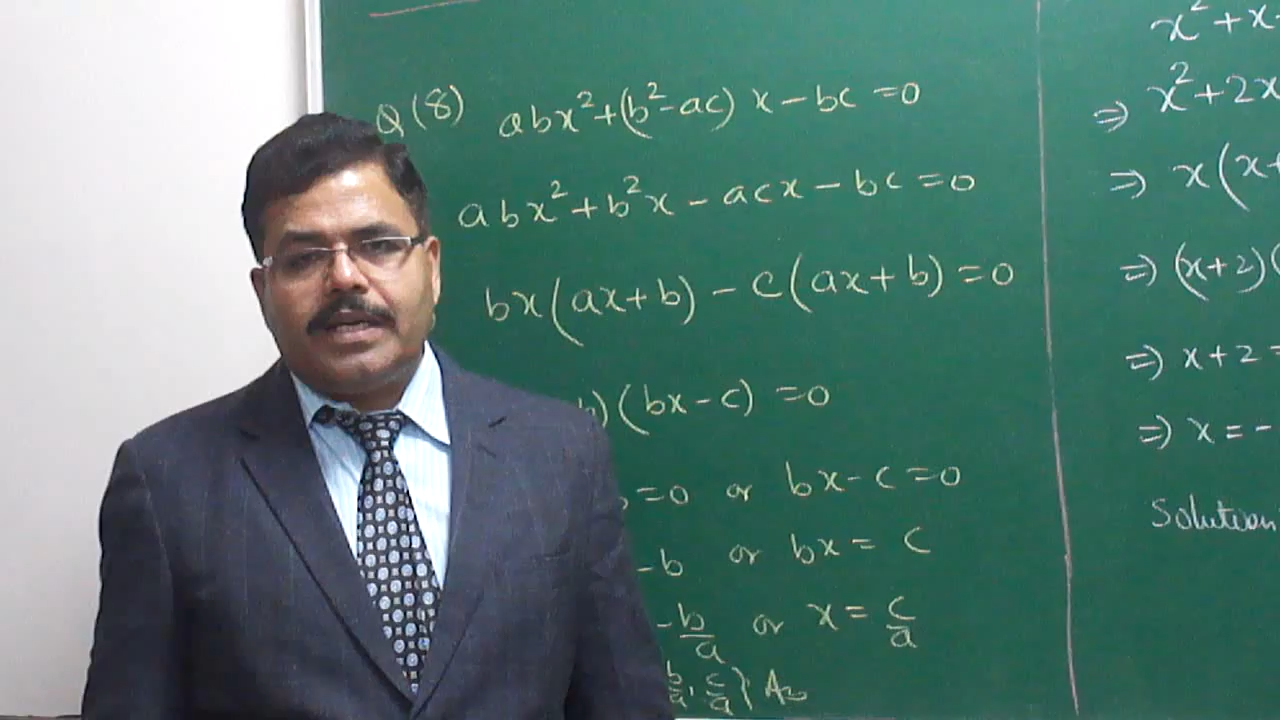 Q (8) abx²+(b²-ac) x - bc = 0
abx²+b²x - acx - bc = 0
bx(ax+b) - c(ax+b) = 0
b)(bx-c) = 0
b=0 or bx-c=0
-b or bx = c
-b/a or x = c/a
b/a, c/a} As
x²+x-
⇒ x²+2x
⇒ x(x+
⇒ (x+2)(
⇒ x+2 =
⇒ x = -
Solution